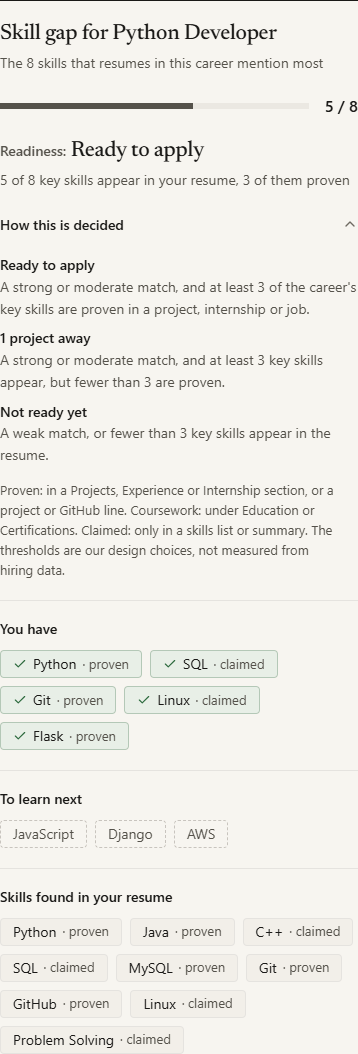 Skill gap for Python Developer
The 8 skills that resumes in this career mention most
5 / 8
Readiness: Ready to apply
5 of 8 key skills appear in your resume, 3 of them proven
How this is decided
Ready to apply
A strong or moderate match, and at least 3 of the career's
key skills are proven in a project, internship or job.
1 project away
A strong or moderate match, and at least 3 key skills
appear, but fewer than 3 are proven.
Not ready yet
A weak match, or fewer than 3 key skills appear in the
resume.
Proven: in a Projects, Experience or Internship section, or a
project or GitHub line. Coursework: under Education or
Certifications. Claimed: only in a skills list or summary. The
thresholds are our design choices, not measured from
hiring data.
You have
✓ Python · proven ✓ SQL · claimed
✓ Git · proven ✓ Linux · claimed
✓ Flask · proven
To learn next
JavaScript Django AWS
Skills found in your resume
Python · proven Java · proven C++ · claimed
SQL · claimed MySQL · proven Git · proven
GitHub · proven Linux · claimed
Problem Solving · claimed